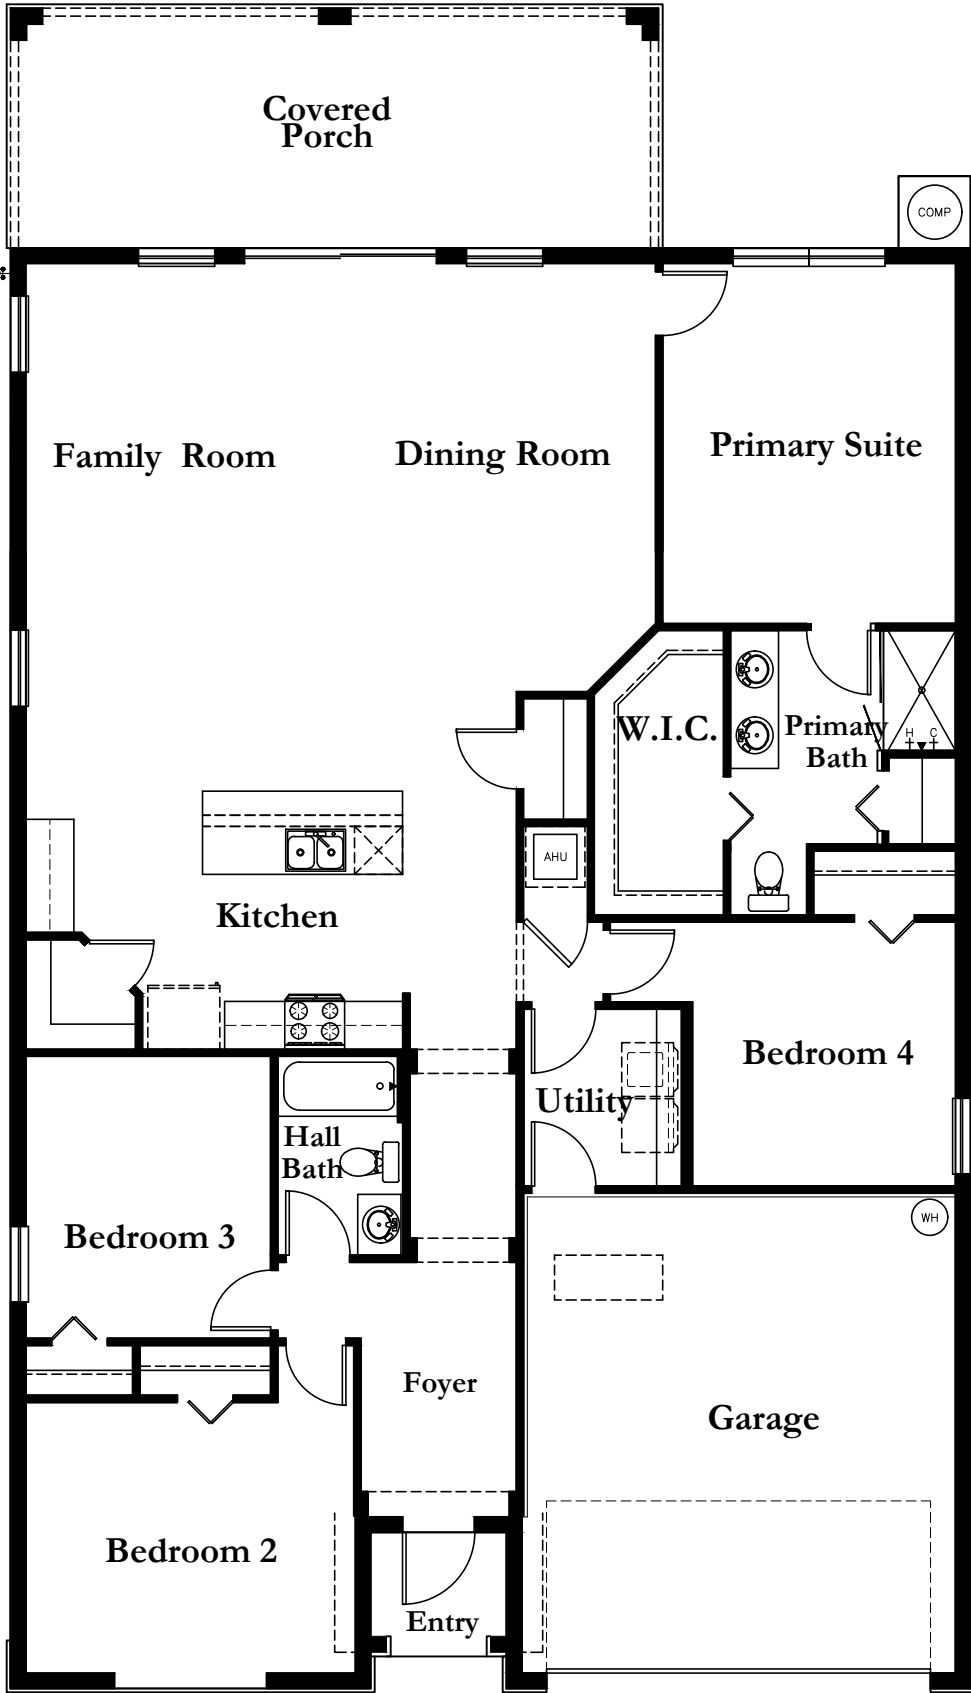 Covered
Porch
COMP
Family Room
Dining Room
Primary Suite
W.I.C.
Primary
Bath
H C
AHU
Kitchen
Bedroom 4
Utility
Hall
Bath
WH
Bedroom 3
Foyer
Garage
Bedroom 2
Entry